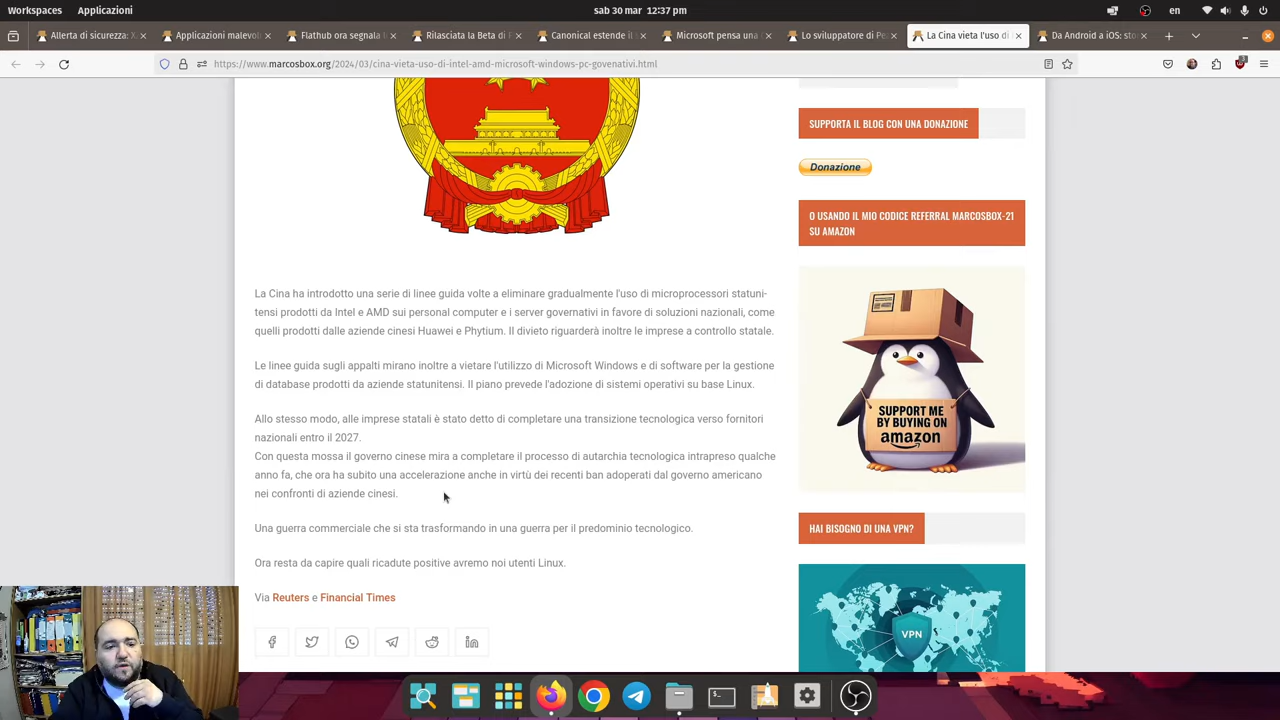 Workspaces
Applicazioni
sab 30 mar 12:37 pm
en
Allerta di sicurezza: X
Applicazioni malevol
Flathub ora segnala l
Rilasciata la Beta di F
Canonical estende il S
Microsoft pensa una
Lo sviluppatore di Pe
La Cina vieta l'uso di I
Da Android a iOS: sto
https://www.marcosbox.org/2024/03/cina-vieta-uso-di-intel-amd-microsoft-windows-pc-govenativi.html
La Cina ha introdotto una serie di linee guida volte a eliminare gradualmente l'uso di microprocessori statuni-
tensi prodotti da Intel e AMD sui personal computer e i server governativi in favore di soluzioni nazionali, come
quelli prodotti dalle aziende cinesi Huawei e Phytium. Il divieto riguarderà inoltre le imprese a controllo statale.
Le linee guida sugli appalti mirano inoltre a vietare l'utilizzo di Microsoft Windows e di software per la gestione
di database prodotti da aziende statunitensi. Il piano prevede l'adozione di sistemi operativi su base Linux.
Allo stesso modo, alle imprese statali è stato detto di completare una transizione tecnologica verso fornitori
nazionali entro il 2027.
Con questa mossa il governo cinese mira a completare il processo di autarchia tecnologica intrapreso qualche
anno fa, che ora ha subito una accelerazione anche in virtù dei recenti ban adoperati dal governo americano
nei confronti di aziende cinesi.
Una guerra commerciale che si sta trasformando in una guerra per il predominio tecnologico.
Ora resta da capire quali ricadute positive avremo noi utenti Linux.
Via Reuters e Financial Times
SUPPORTA IL BLOG CON UNA DONAZIONE
Donazione
O USANDO IL MIO CODICE REFERRAL MARCOSBOX-21
SU AMAZON
SUPPORT ME
BY BUYING ON
amazon
HAI BISOGNO DI UNA VPN?
VPN